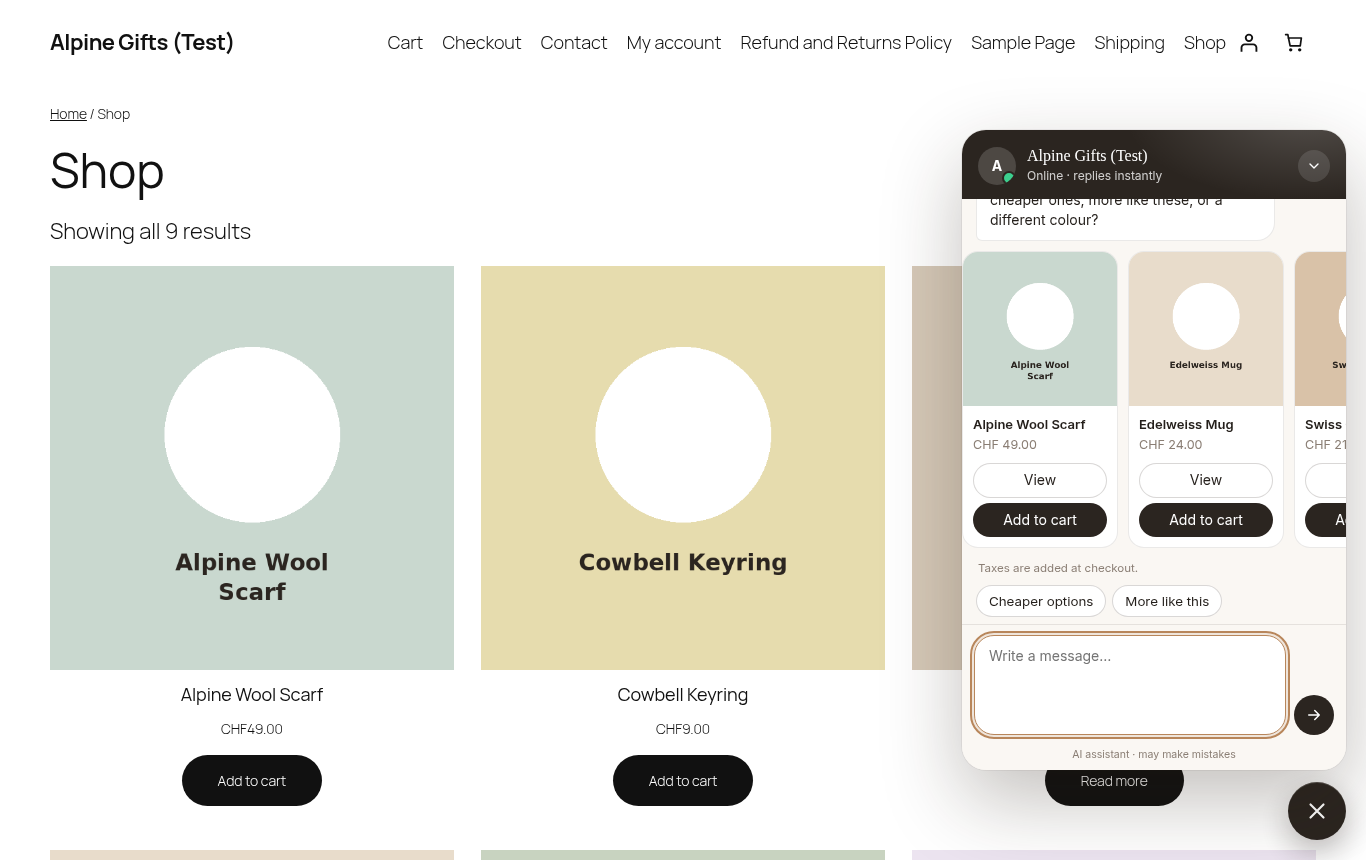 Alpine Gifts (Test)
Cart Checkout Contact My account Refund and Returns Policy Sample Page Shipping Shop
Home / Shop
Shop
Showing all 9 results
Alpine Wool
Scarf
Alpine Wool Scarf
CHF49.00
Add to cart
Cowbell Keyring
Cowbell Keyring
CHF9.00
Add to cart
Read more
A
Alpine Gifts (Test)
Online · replies instantly
cheaper ones, more like these, or a
different colour?
Alpine Wool
Scarf
Alpine Wool Scarf
CHF 49.00
View
Add to cart
Edelweiss Mug
Edelweiss Mug
CHF 24.00
View
Add to cart
Swiss
CHF 21
Taxes are added at checkout.
Cheaper options
More like this
Write a message...
AI assistant · may make mistakes